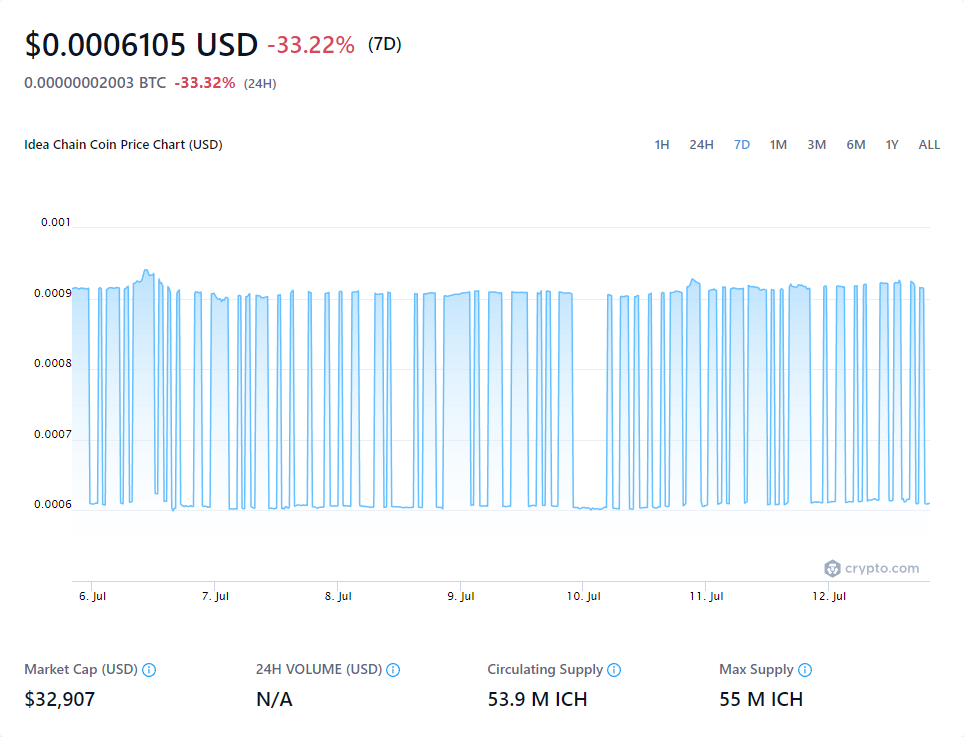 $0.0006105 USD -33.22% (7D)
0.00000002003 BTC -33.32% (24H)
Idea Chain Coin Price Chart (USD) 1H 24H 7D 1M 3M 6M 1Y ALL
0.001
0.0009
0.0008
0.0007
0.0006
crypto.com
6. Jul 7. Jul 8. Jul 9. Jul 10. Jul 11. Jul 12. Jul
Market Cap (USD) 24H VOLUME (USD) Circulating Supply Max Supply
$32,907 N/A 53.9 M ICH 55 M ICH